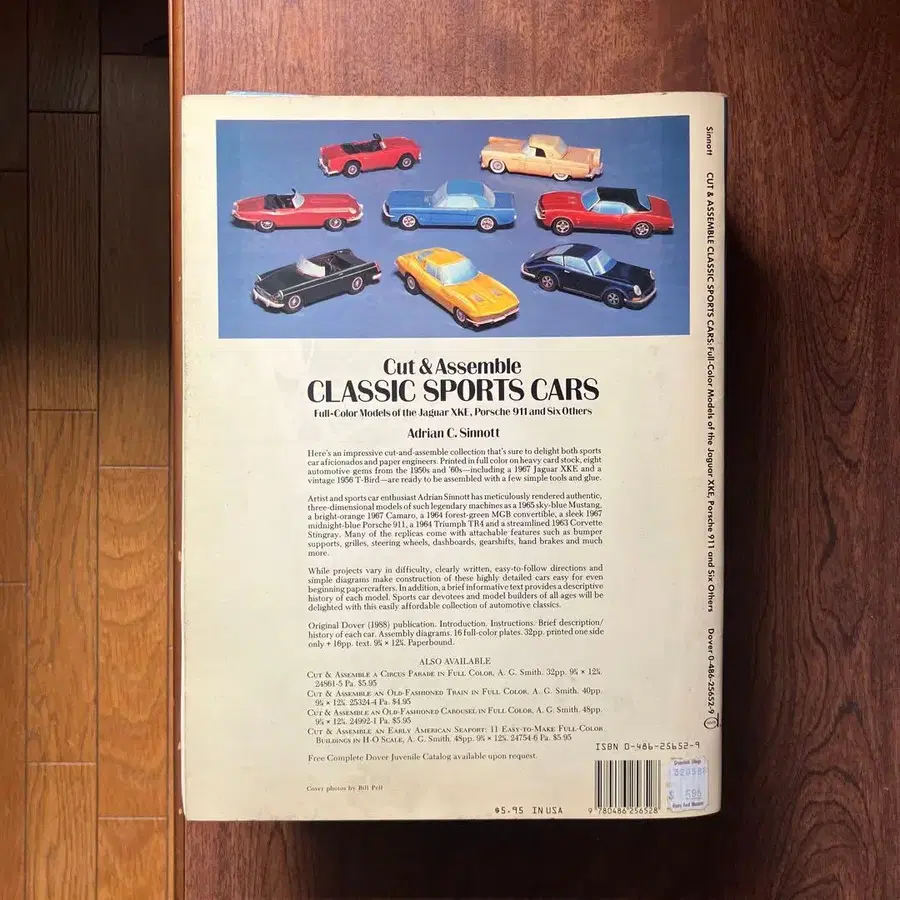 Cut & Assemble
CLASSIC SPORTS CARS
Full-Color Models of the Jaguar XKE, Porsche 911 and Six Others
Adrian C. Sinnott
Here's an impressive cut-and-assemble collection that's sure to delight both sports
car aficionados and paper engineers. Printed in full color on heavy card stock, eight
automotive gems from the 1950s and '60s—including a 1967 Jaguar XKE and a
vintage 1956 T-Bird—are ready to be assembled with a few simple tools and glue.
Artist and sports car enthusiast Adrian Sinnott has meticulously rendered authentic,
three-dimensional models of such legendary machines as a 1965 sky-blue Mustang,
a bright-orange 1967 Camaro, a 1964 forest-green MGB convertible, a sleek 1967
midnight-blue Porsche 911, a 1964 Triumph TR4 and a streamlined 1963 Corvette
Stingray. Many of the replicas come with attachable features such as bumper
supports, grilles, steering wheels, dashboards, gearshifts, hand brakes and much
more.
While projects vary in difficulty, clearly written, easy-to-follow directions and
simple diagrams make construction of these highly detailed cars easy for even
beginning papercrafters. In addition, a brief informative text provides a descriptive
history of each model. Sports car devotees and model builders of all ages will be
delighted with this easily affordable collection of automotive classics.
Original Dover (1988) publication. Introduction. Instructions. Brief description/
history of each car. Assembly diagrams. 16 full-color plates. 32pp. printed one side
only + 16pp. text. 9¼ × 12¼. Paperbound.
ALSO AVAILABLE
Cut & Assemble a Circus Parade in Full Color, A. G. Smith. 32pp. 9¼ × 12¼.
24861-5 Pa. $5.95
Cut & Assemble an Old-Fashioned Train in Full Color, A. G. Smith. 40pp.
9¼ × 12¼. 25324-4 Pa. $4.95
Cut & Assemble an Old-Fashioned Carousel in Full Color, A. G. Smith. 48pp.
9¼ × 12¼. 24992-1 Pa. $5.95
Cut & Assemble an Early American Seaport: 11 Easy-to-Make Full-Color
Buildings in H-O Scale, A. G. Smith. 48pp. 9¼ × 12¼. 24754-6 Pa. $5.95
Free Complete Dover Juvenile Catalog available upon request.
Cover photos by Bill Pelf
ISBN 0-486-25652-9
$5.95 IN USA
9 780486 256528
Sinnott CUT & ASSEMBLE CLASSIC SPORTS CARS: Full-Color Models of the Jaguar XKE, Porsche 911 and Six Others Dover 0-486-25652-9